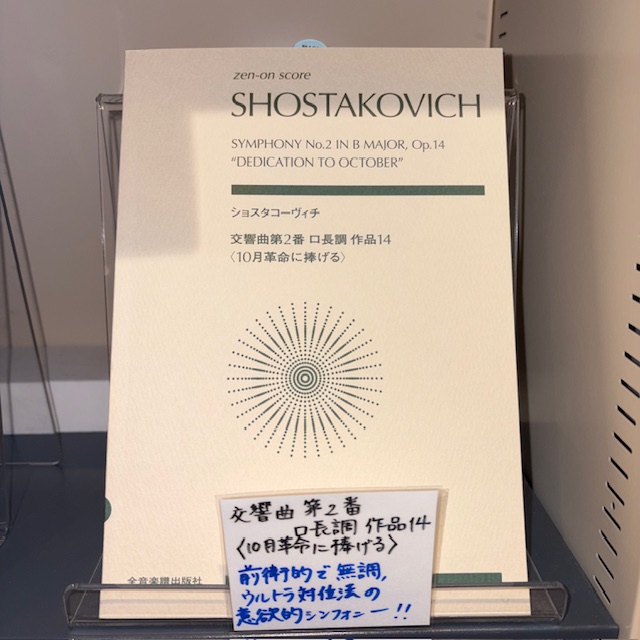 zen-on score
SHOSTAKOVICH
SYMPHONY No.2 IN B MAJOR, Op.14
"DEDICATION TO OCTOBER"
ショスタコーヴィチ
交響曲第2番 ロ長調 作品14
〈10月革命に捧げる〉
交響曲 第2番
ロ長調 作品14
〈10月革命に捧げる〉
前衛的で無調,
ウルトラ対位法の
意欲的シンフォニー!!
全音楽譜出版社